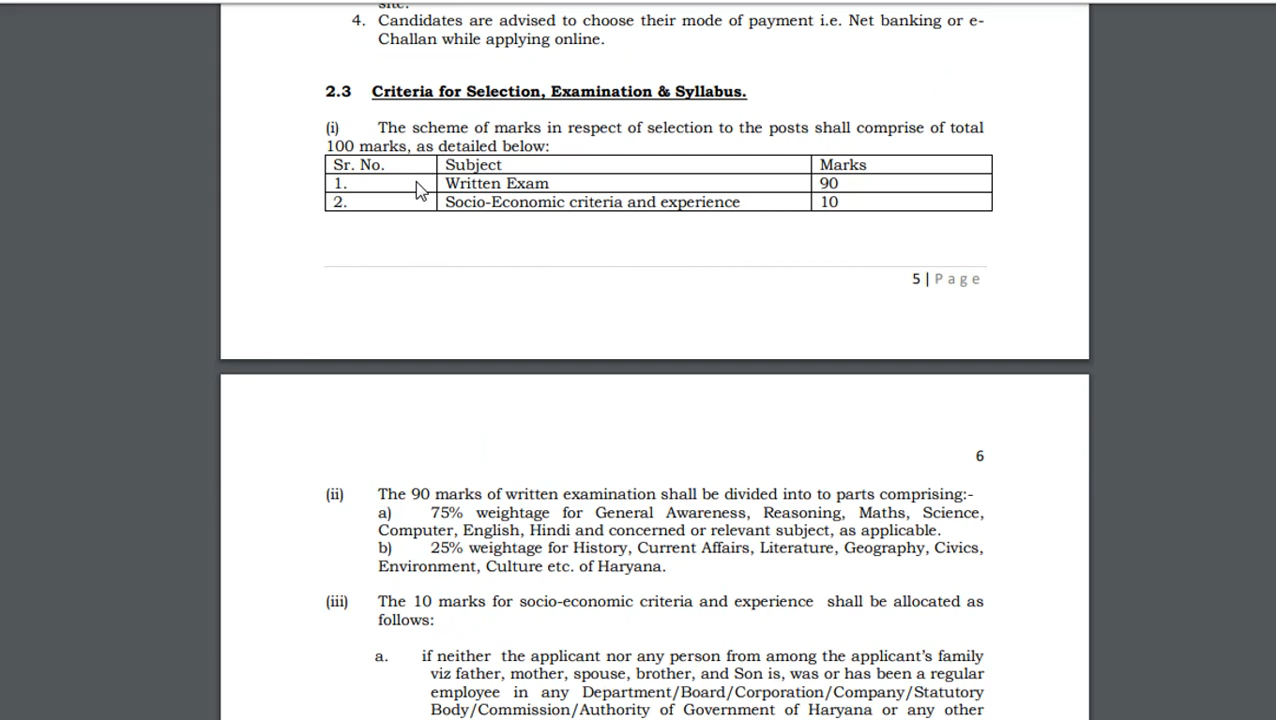 site.
4. Candidates are advised to choose their mode of payment i.e. Net banking or e-
Challan while applying online.
2.3 Criteria for Selection, Examination & Syllabus.
(i) The scheme of marks in respect of selection to the posts shall comprise of total
100 marks, as detailed below:
Sr. No. Subject Marks
1. Written Exam 90
2. Socio-Economic criteria and experience 10
5 | Page
6
(ii) The 90 marks of written examination shall be divided into to parts comprising:-
a) 75% weightage for General Awareness, Reasoning, Maths, Science,
Computer, English, Hindi and concerned or relevant subject, as applicable.
b) 25% weightage for History, Current Affairs, Literature, Geography, Civics,
Environment, Culture etc. of Haryana.
(iii) The 10 marks for socio-economic criteria and experience shall be allocated as
follows:
a. if neither the applicant nor any person from among the applicant's family
viz father, mother, spouse, brother, and Son is, was or has been a regular
employee in any Department/Board/Corporation/Company/Statutory
Body/Commission/Authority of Government of Haryana or any other